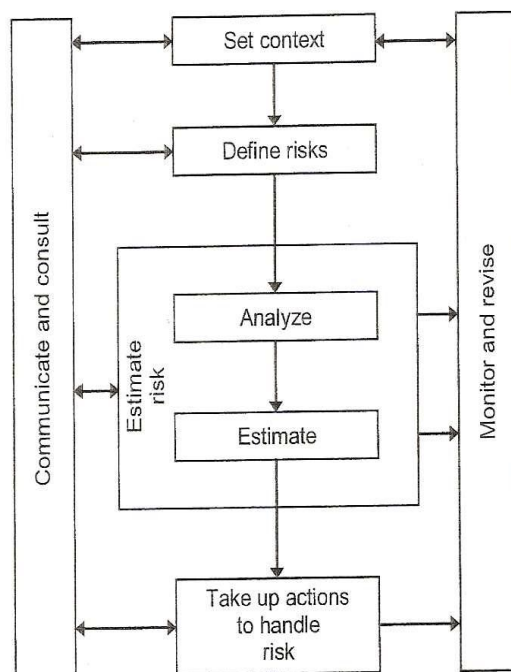 Set context
Define risks
Communicate and consult
Estimate
risk
Analyze
Estimate
Monitor and revise
Take up actions
to handle
risk